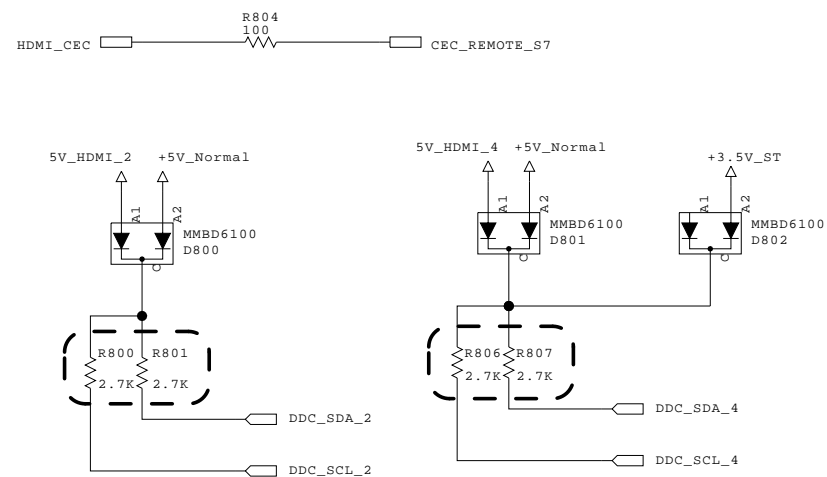 R804
100
HDMI_CEC
CEC_REMOTE_S7
5V_HDMI_2 +5V_Normal
A1
A2
MMBD6100
D800
C
R800 R801
2.7K 2.7K
DDC_SDA_2
DDC_SCL_2
5V_HDMI_4 +5V_Normal
A1
A2
MMBD6100
D801
C
R806 R807
2.7K 2.7K
DDC_SDA_4
DDC_SCL_4
+3.5V_ST
A1
A2
MMBD6100
D802
C